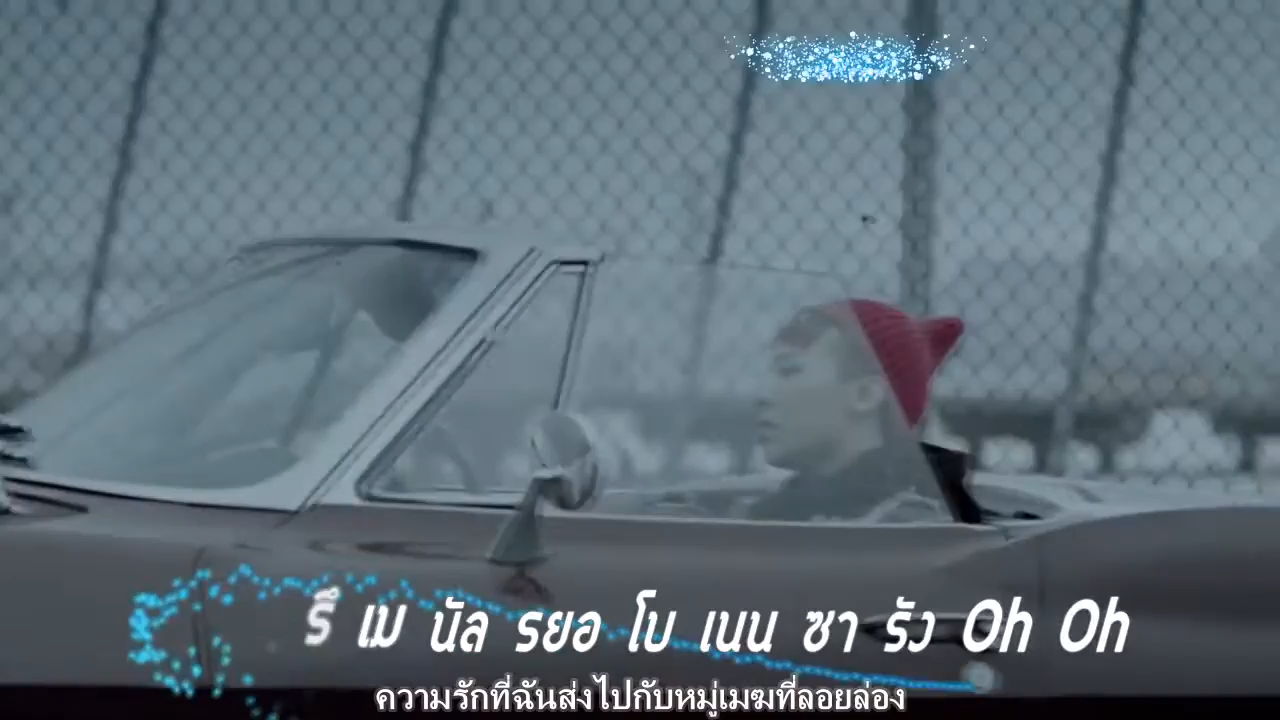 รึ เม นัล รยอ โบ เนน ซา รัง Oh Oh
ความรักที่ฉันส่งไปกับหมู่เมฆที่ลอยล่อง